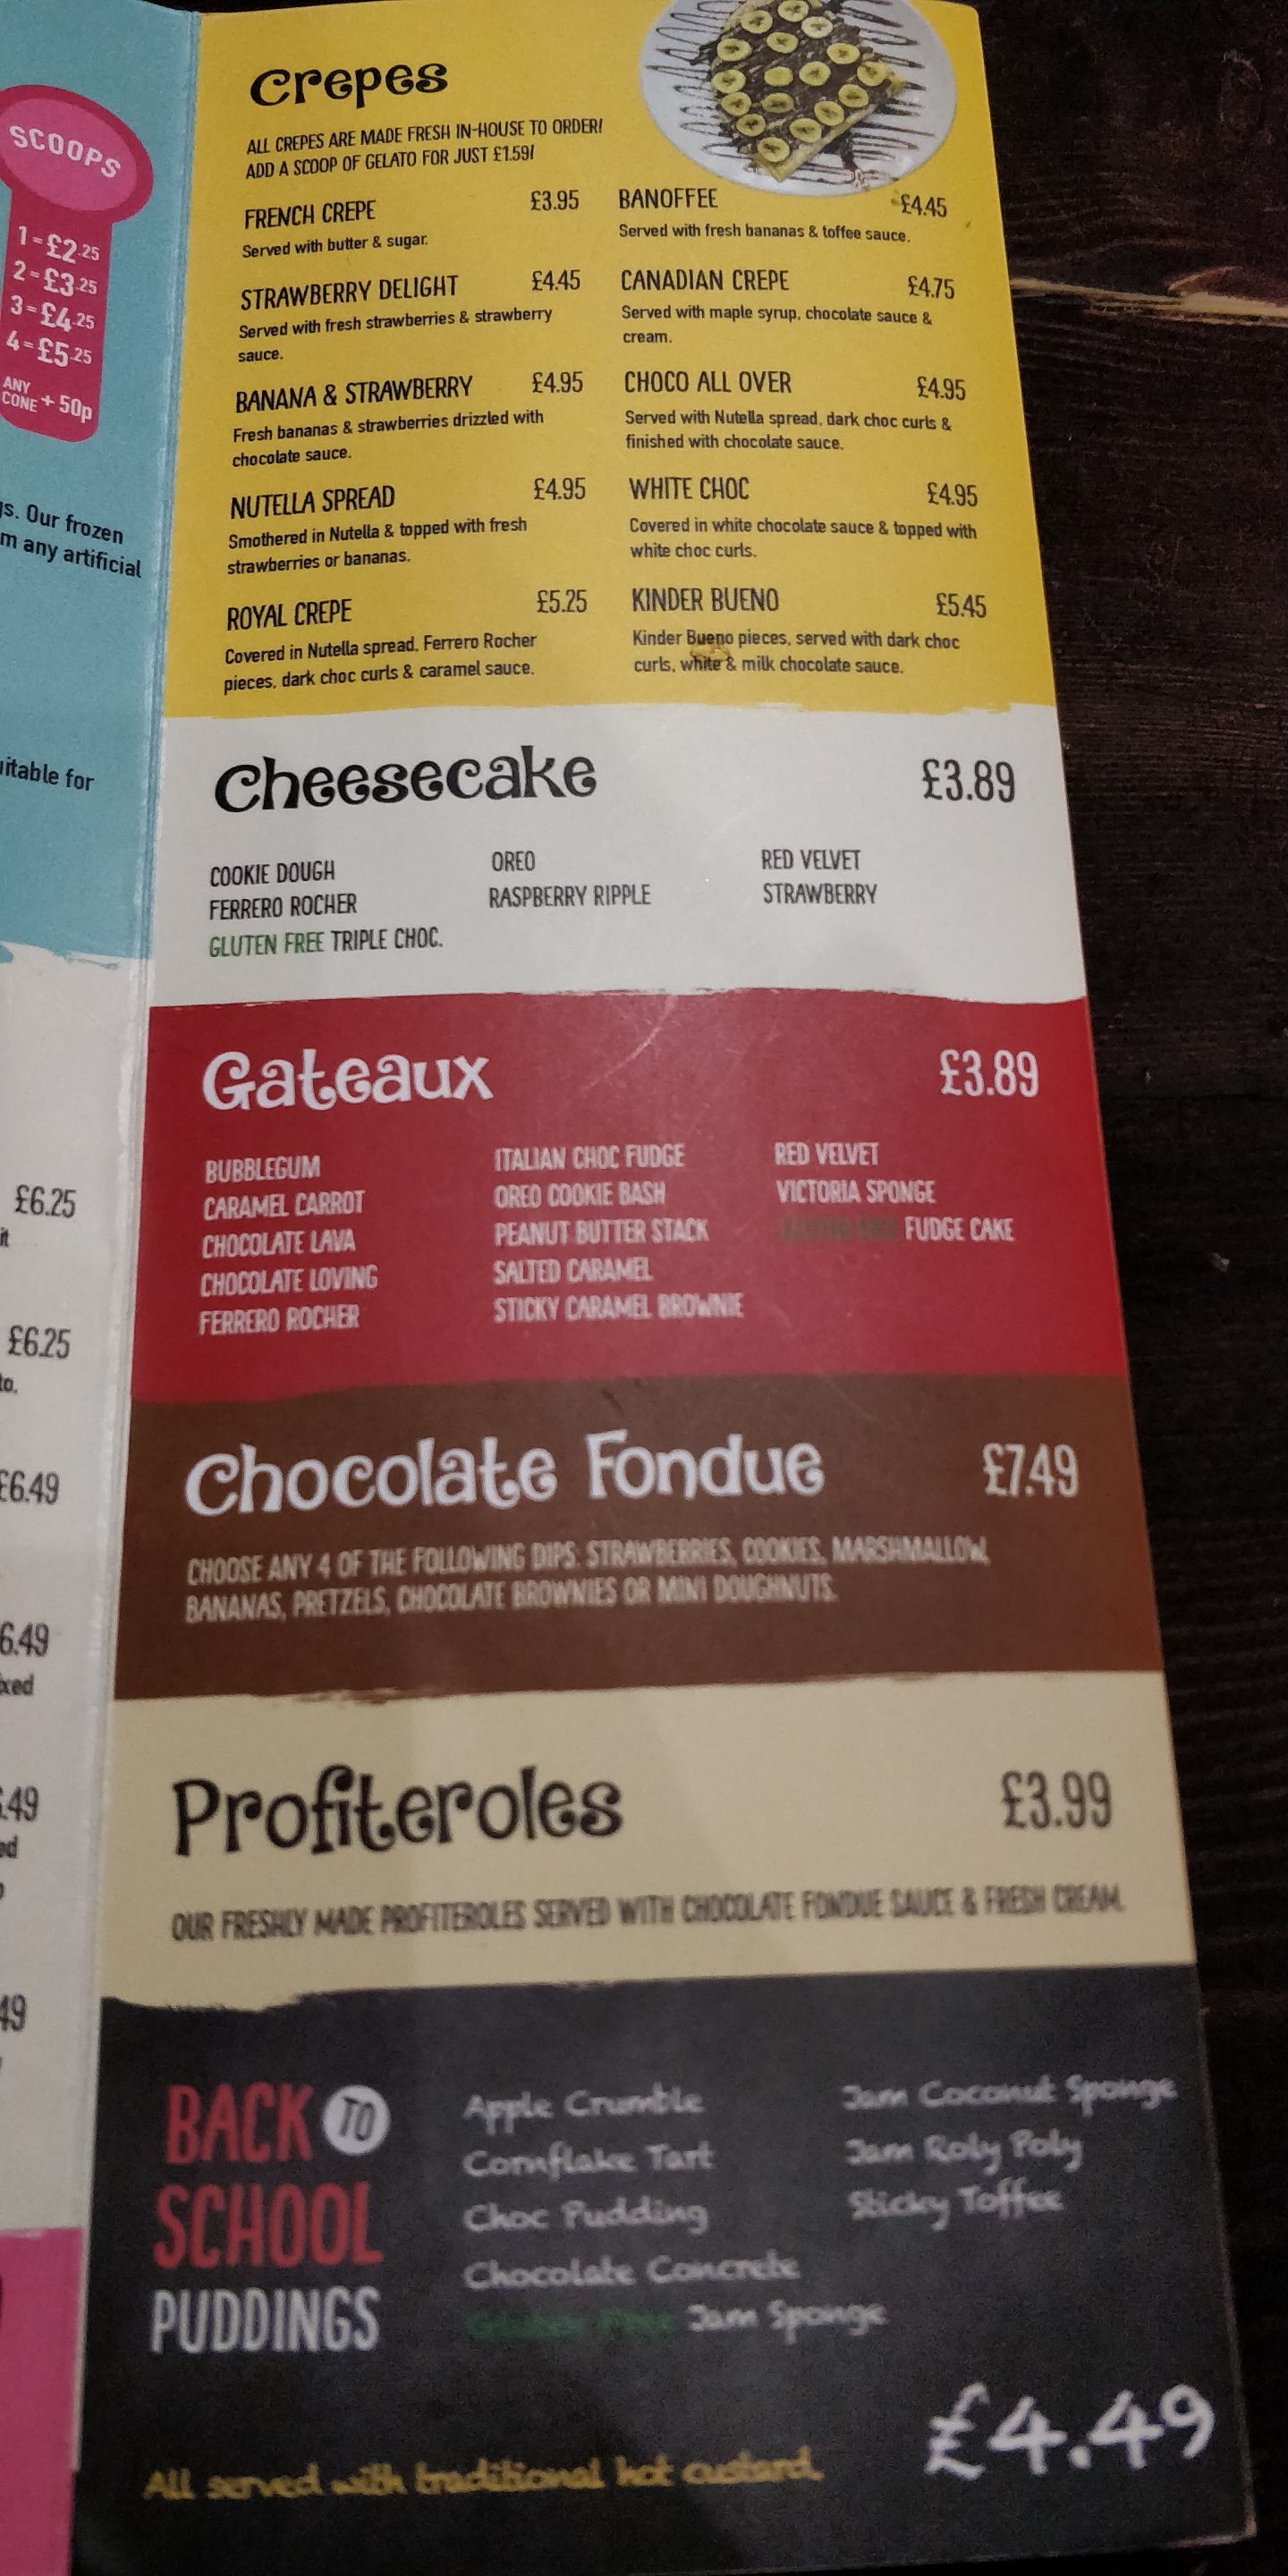 SCOOPS
1=£2.25
2=£3.25
3=£4.25
4=£5.25
ANY
CONE + 50p
Our frozen
any artificial
for
£6.25
£6.25
£6.49
Crepes
ALL CREPES ARE MADE FRESH IN-HOUSE TO ORDER!
ADD A SCOOP OF GELATO FOR JUST £1.59!
FRENCH CREPE £3.95
Served with butter & sugar.
STRAWBERRY DELIGHT £4.45
Served with fresh strawberries & strawberry
sauce.
BANANA & STRAWBERRY £4.95
Fresh bananas & strawberries drizzled with
chocolate sauce.
NUTELLA SPREAD £4.95
Smothered in Nutella & topped with fresh
strawberries or bananas.
ROYAL CREPE £5.25
Covered in Nutella spread, Ferrero Rocher
pieces, dark choc curls & caramel sauce.
BANOFFEE £4.45
Served with fresh bananas & toffee sauce.
CANADIAN CREPE £4.75
Served with maple syrup, chocolate sauce &
cream.
CHOCO ALL OVER £4.95
Served with Nutella spread, dark choc curls &
finished with chocolate sauce.
WHITE CHOC £4.95
Covered in white chocolate sauce & topped with
white choc curls.
KINDER BUENO £5.45
Kinder Bueno pieces, served with dark choc
curls, white & milk chocolate sauce.
Cheesecake £3.89
COOKIE DOUGH
FERRERO ROCHER
GLUTEN FREE TRIPLE CHOC.
OREO
RASPBERRY RIPPLE
RED VELVET
STRAWBERRY
Gateaux £3.89
BUBBLEGUM
CARAMEL CARROT
CHOCOLATE LAVA
CHOCOLATE LOVING
FERRERO ROCHER
ITALIAN CHOC FUDGE
OREO COOKIE BASH
PEANUT BUTTER STACK
SALTED CARAMEL
STICKY CARAMEL BROWNIE
RED VELVET
VICTORIA SPONGE
GLUTEN FREE FUDGE CAKE
Chocolate Fondue £7.49
CHOOSE ANY 4 OF THE FOLLOWING DIPS: STRAWBERRIES, COOKIES, MARSHMALLOW,
BANANAS, PRETZELS, CHOCOLATE BROWNIES OR MINI DOUGHNUTS.
Profiteroles £3.99
OUR FRESHLY MADE PROFITEROLES SERVED WITH CHOCOLATE FONDUE SAUCE & FRESH CREAM.
BACK TO
SCHOOL
PUDDINGS
Apple Crumble
Cornflake Tart
Choc Pudding
Chocolate Concrete
Gluten Free Jam Sponge
Jam Coconut Sponge
Jam Roly Poly
Sticky Toffee
£4.49
All served with traditional hot custard.